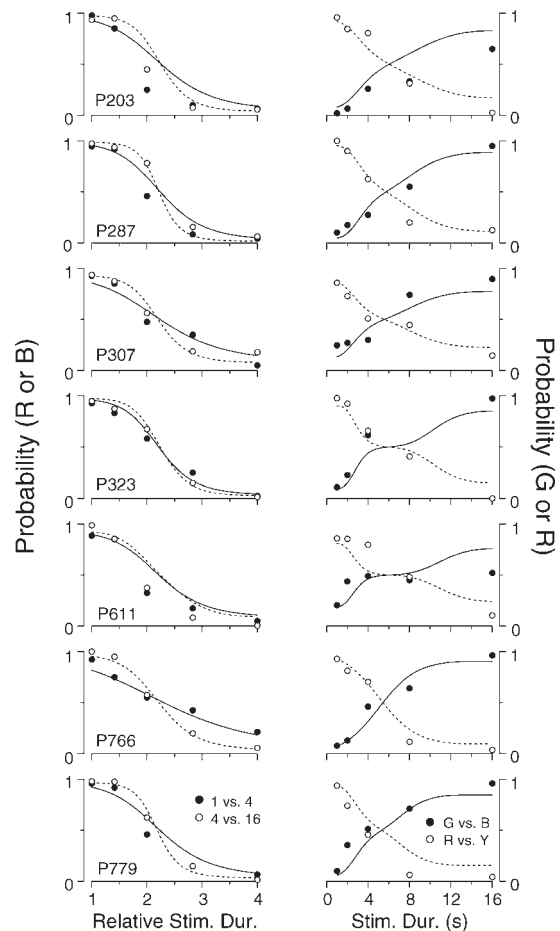 1
1
P203
0
0
1
1
P287
0
0
1
1
P307
0
0
Probability (R or B)
Probability (G or R)
1
1
P323
0
0
1
1
P611
0
0
1
1
P766
0
0
1
1
1 vs. 4
4 vs. 16
G vs. B
R vs. Y
P779
0
0
1 2 3 4
0 4 8 12 16
Relative Stim. Dur.
Stim. Dur. (s)